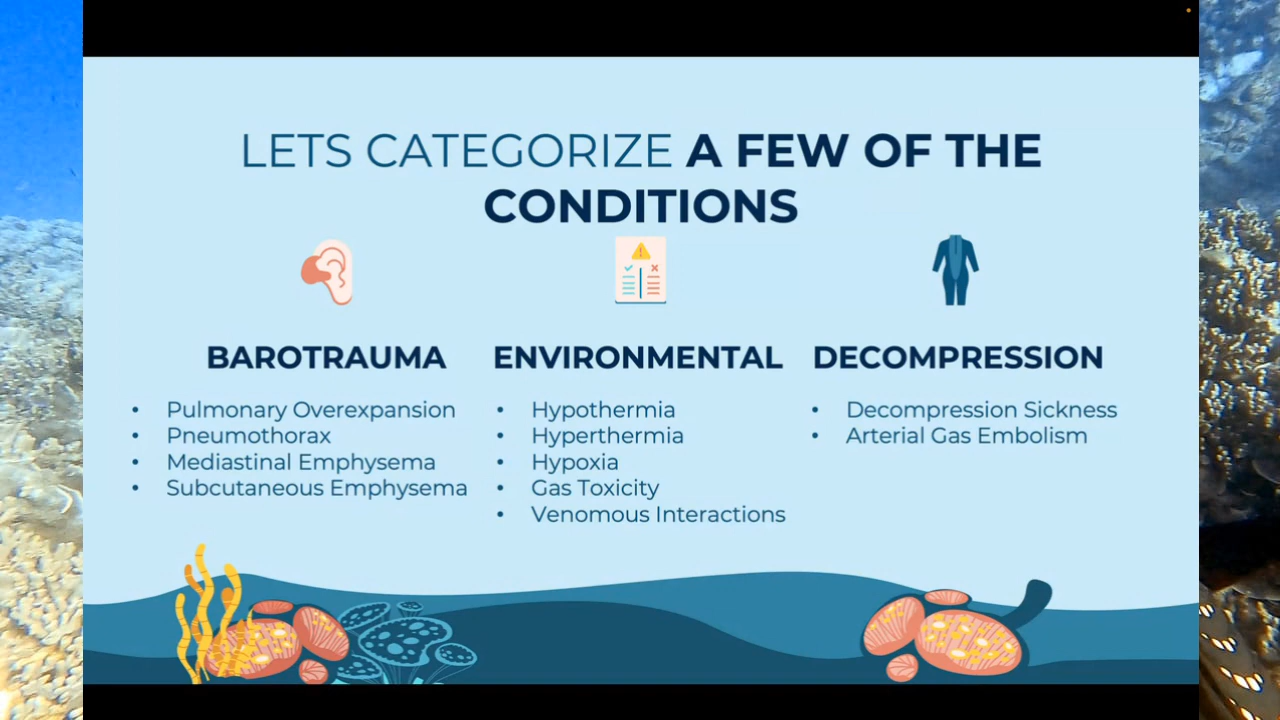 LETS CATEGORIZE A FEW OF THE
CONDITIONS
BAROTRAUMA
• Pulmonary Overexpansion
• Pneumothorax
• Mediastinal Emphysema
• Subcutaneous Emphysema
ENVIRONMENTAL
• Hypothermia
• Hyperthermia
• Hypoxia
• Gas Toxicity
• Venomous Interactions
DECOMPRESSION
• Decompression Sickness
• Arterial Gas Embolism